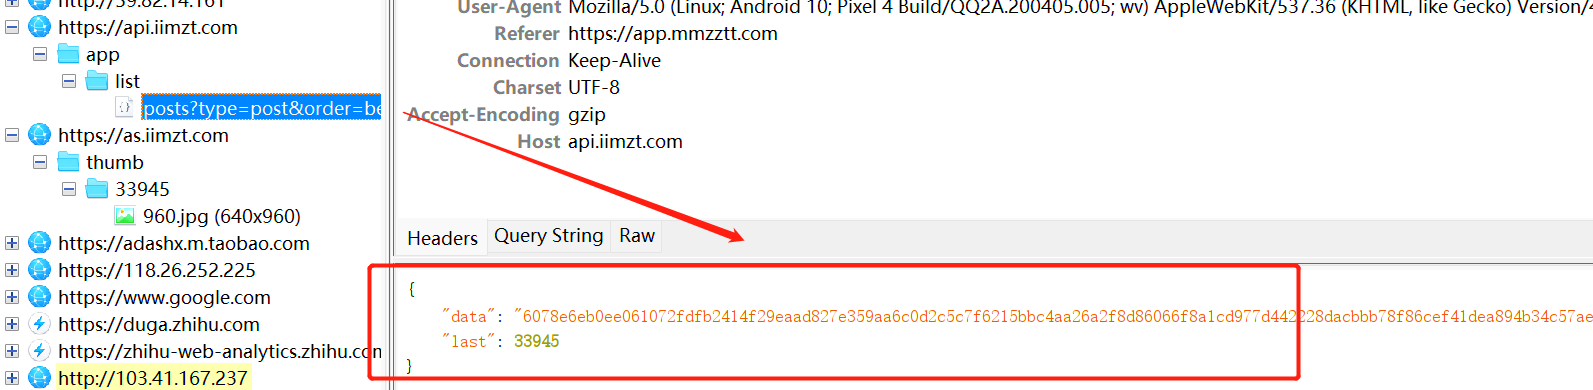 http://39.82.14.161
https://api.iimzt.com
app
list
posts?type=post&order=be
https://as.iimzt.com
thumb
33945
960.jpg (640x960)
https://adashx.m.taobao.com
https://118.26.252.225
https://www.google.com
https://duga.zhihu.com
https://zhihu-web-analytics.zhihu.com
http://103.41.167.237
User-Agent Mozilla/5.0 (Linux; Android 10; Pixel 4 Build/QQ2A.200405.005; wv) AppleWebKit/537.36 (KHTML, like Gecko) Version/4
Referer https://app.mmzztt.com
Connection Keep-Alive
Charset UTF-8
Accept-Encoding gzip
Host api.iimzt.com
Headers Query String Raw
{
"data": "6078e6eb0ee061072fdfb2414f29eaad827e359aa6c0d2c5c7f6215bbc4aa26a2f8d86066f8a1cd977d442228dacbbb78f86cef41dea894b34c57ae
"last": 33945
}